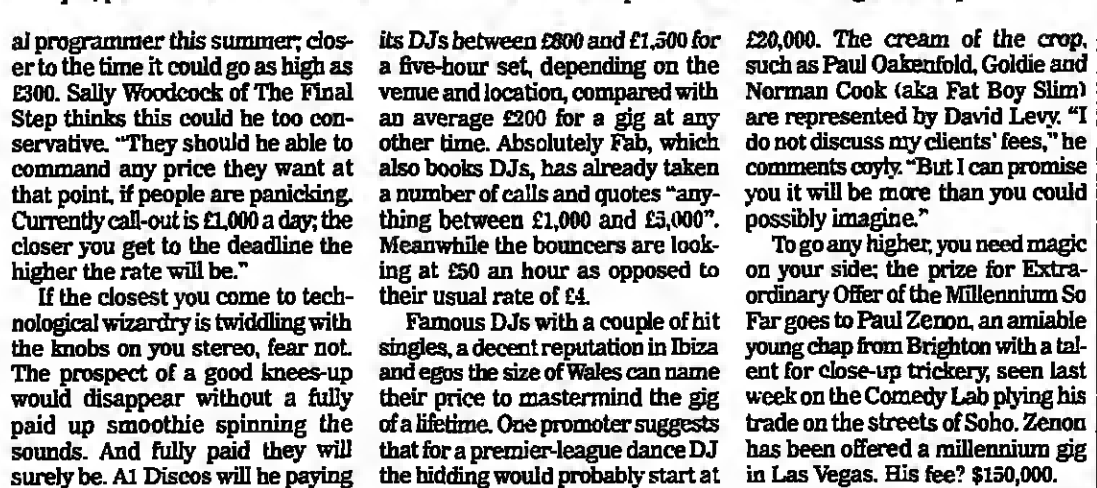 al programmer this summer; clos-
er to the time it could go as high as
£300. Sally Woodcock of The Final
Step thinks this could he too con-
servative. "They should he able to
command any price they want at
that point, if people are panicking.
Currently call-out is £1,000 a day; the
closer you get to the deadline the
higher the rate will be."
If the closest you come to tech-
nological wizardry is twiddling with
the knobs on you stereo, fear not.
The prospect of a good knees-up
would disappear without a fully
paid up smoothie spinning the
sounds. And fully paid they will
surely be. A1 Discos will he paying
its DJs between £800 and £1,500 for
a five-hour set, depending on the
venue and location, compared with
an average £200 for a gig at any
other time. Absolutely Fab, which
also books DJs, has already taken
a number of calls and quotes "any-
thing between £1,000 and £5,000".
Meanwhile the bouncers are look-
ing at £50 an hour as opposed to
their usual rate of £4.
Famous DJs with a couple of hit
singles, a decent reputation in Ibiza
and egos the size of Wales can name
their price to mastermind the gig
of a lifetime. One promoter suggests
that for a premier-league dance DJ
the hidding would probably start at
£20,000. The cream of the crop,
such as Paul Oakenfold, Goldie and
Norman Cook (aka Fat Boy Slim)
are represented by David Levy. "I
do not discuss my clients' fees," he
comments coyly. "But I can promise
you it will be more than you could
possibly imagine."
To go any higher, you need magic
on your side; the prize for Extra-
ordinary Offer of the Millennium So
Far goes to Paul Zenon, an amiable
young chap from Brighton with a tal-
ent for close-up trickery, seen last
week on the Comedy Lab plying his
trade on the streets of Soho. Zenon
has been offered a millennium gig
in Las Vegas. His fee? $150,000.